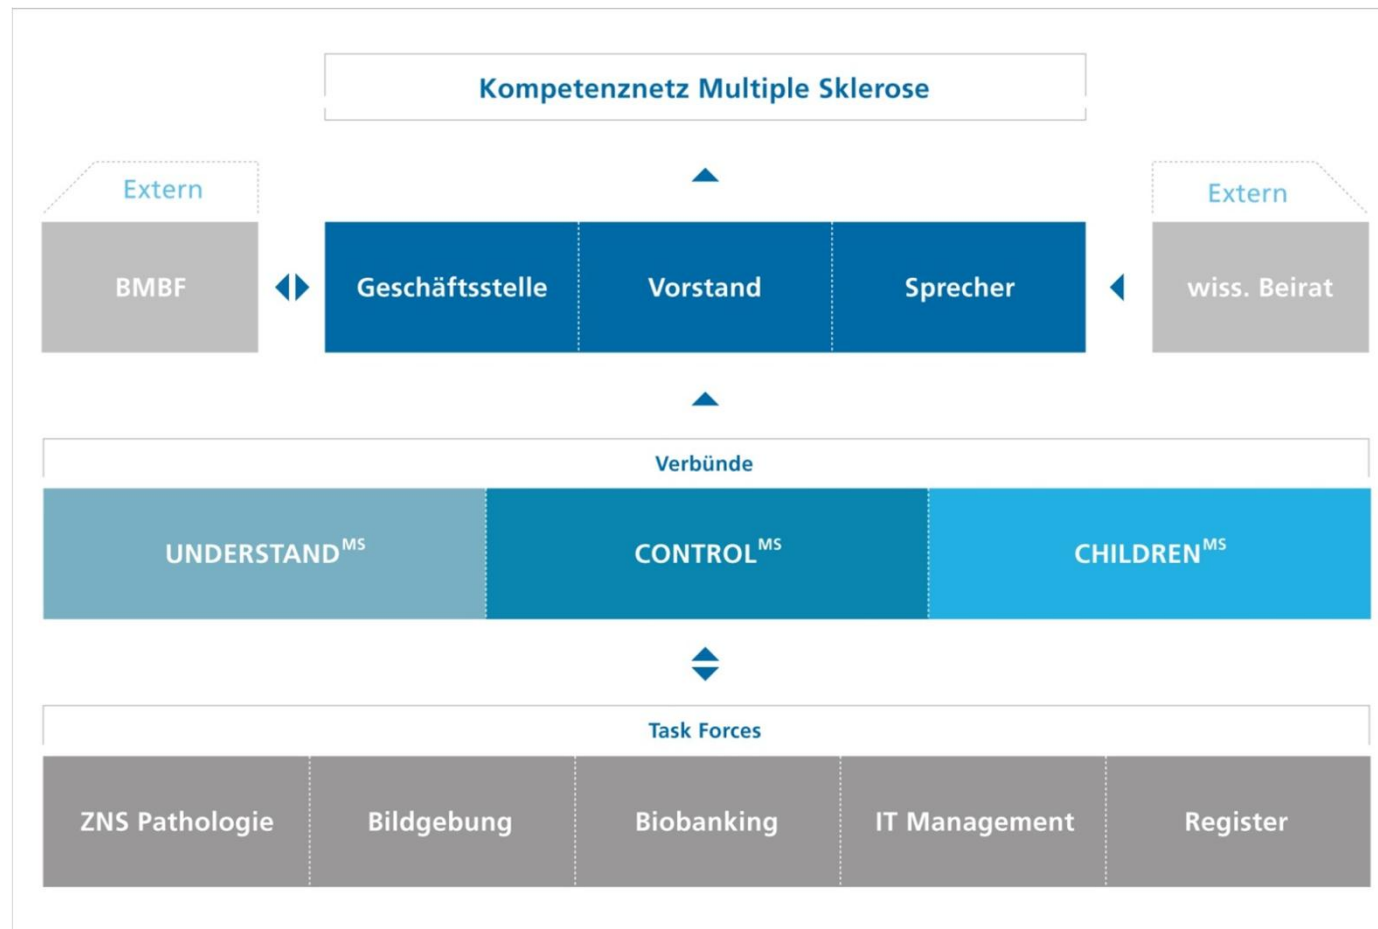 Kompetenznetz Multiple Sklerose
Extern
Extern
BMBF
Geschäftsstelle
Vorstand
Sprecher
wiss. Beirat
Verbünde
UNDERSTANDᴹˢ
CONTROLᴹˢ
CHILDRENᴹˢ
Task Forces
ZNS Pathologie
Bildgebung
Biobanking
IT Management
Register